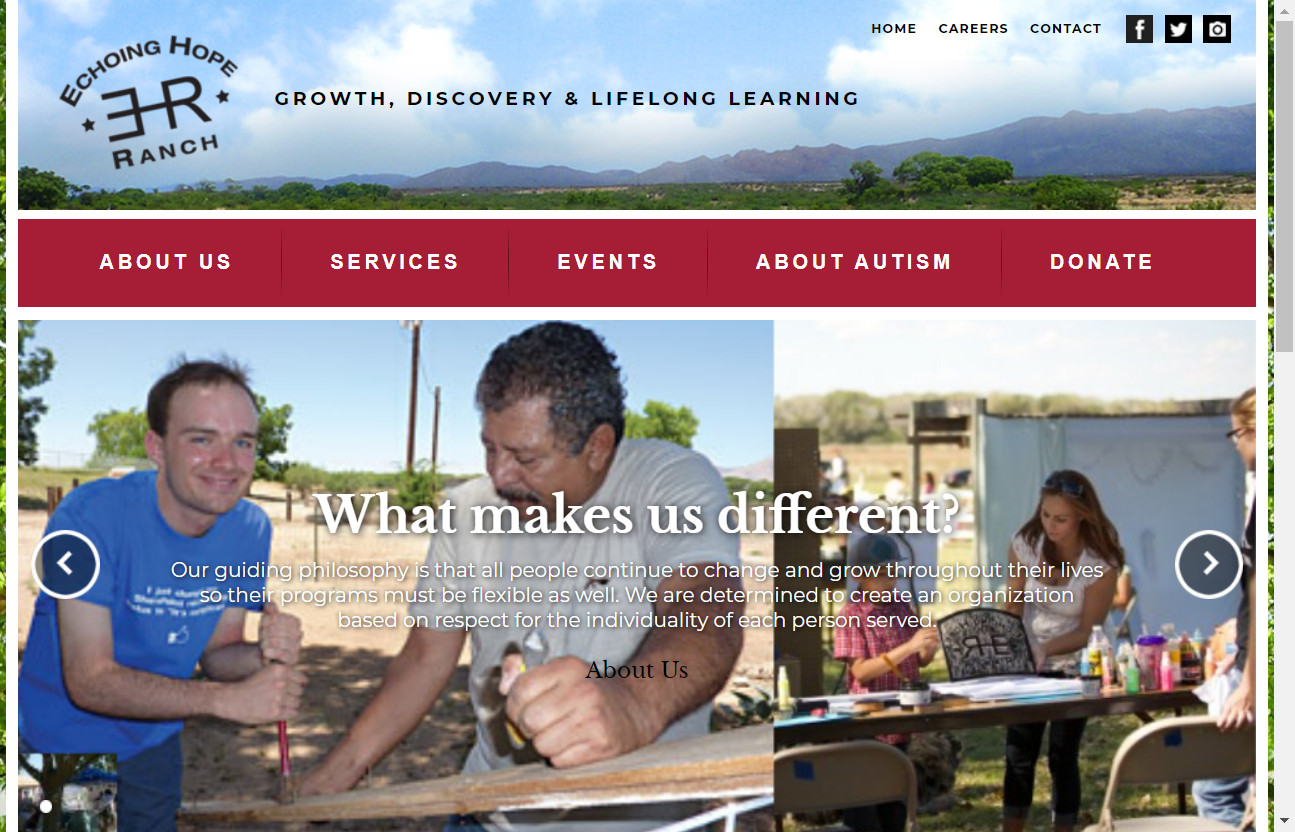 HOME CAREERS CONTACT
ECHOING HOPE
RANCH
GROWTH, DISCOVERY & LIFELONG LEARNING
ABOUT US SERVICES EVENTS ABOUT AUTISM DONATE
What makes us different?
Our guiding philosophy is that all people continue to change and grow throughout their lives
so their programs must be flexible as well. We are determined to create an organization
based on respect for the individuality of each person served.
About Us